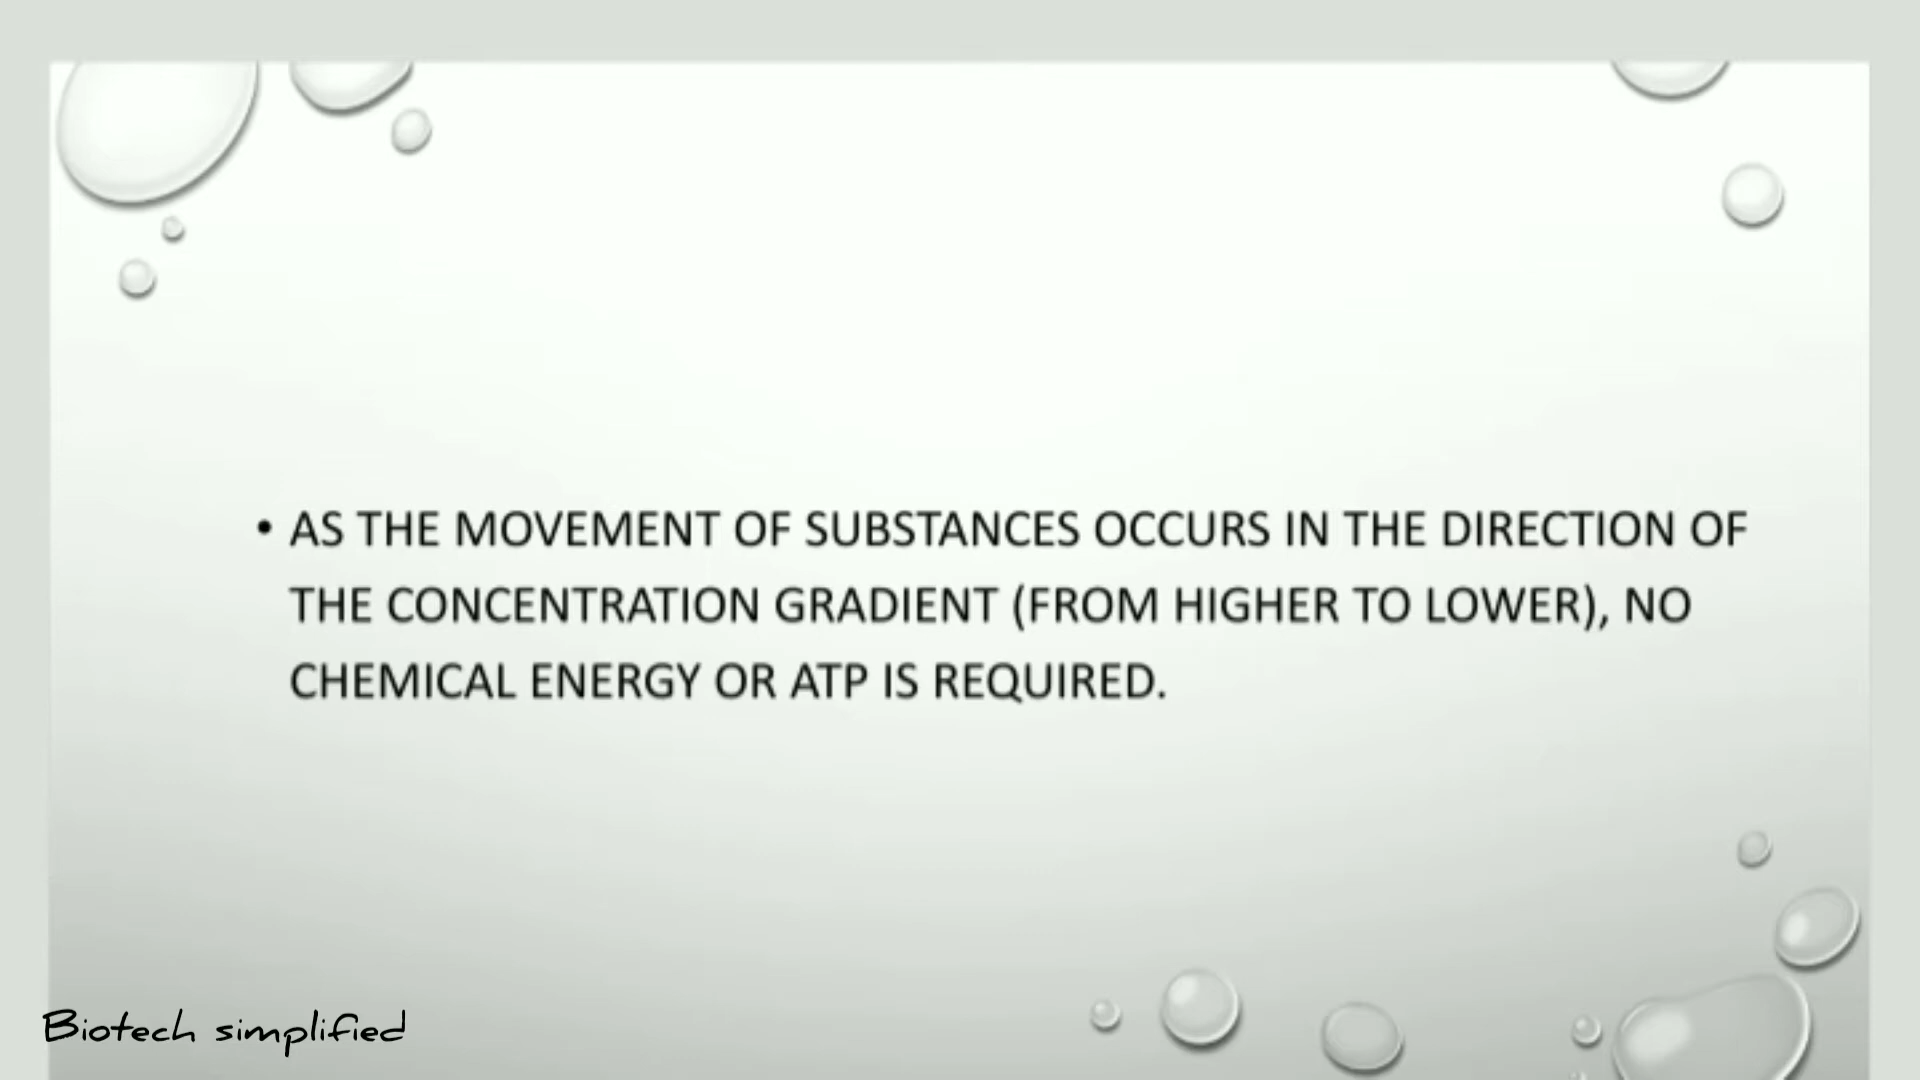 • AS THE MOVEMENT OF SUBSTANCES OCCURS IN THE DIRECTION OF
THE CONCENTRATION GRADIENT (FROM HIGHER TO LOWER), NO
CHEMICAL ENERGY OR ATP IS REQUIRED.
Biotech simplified